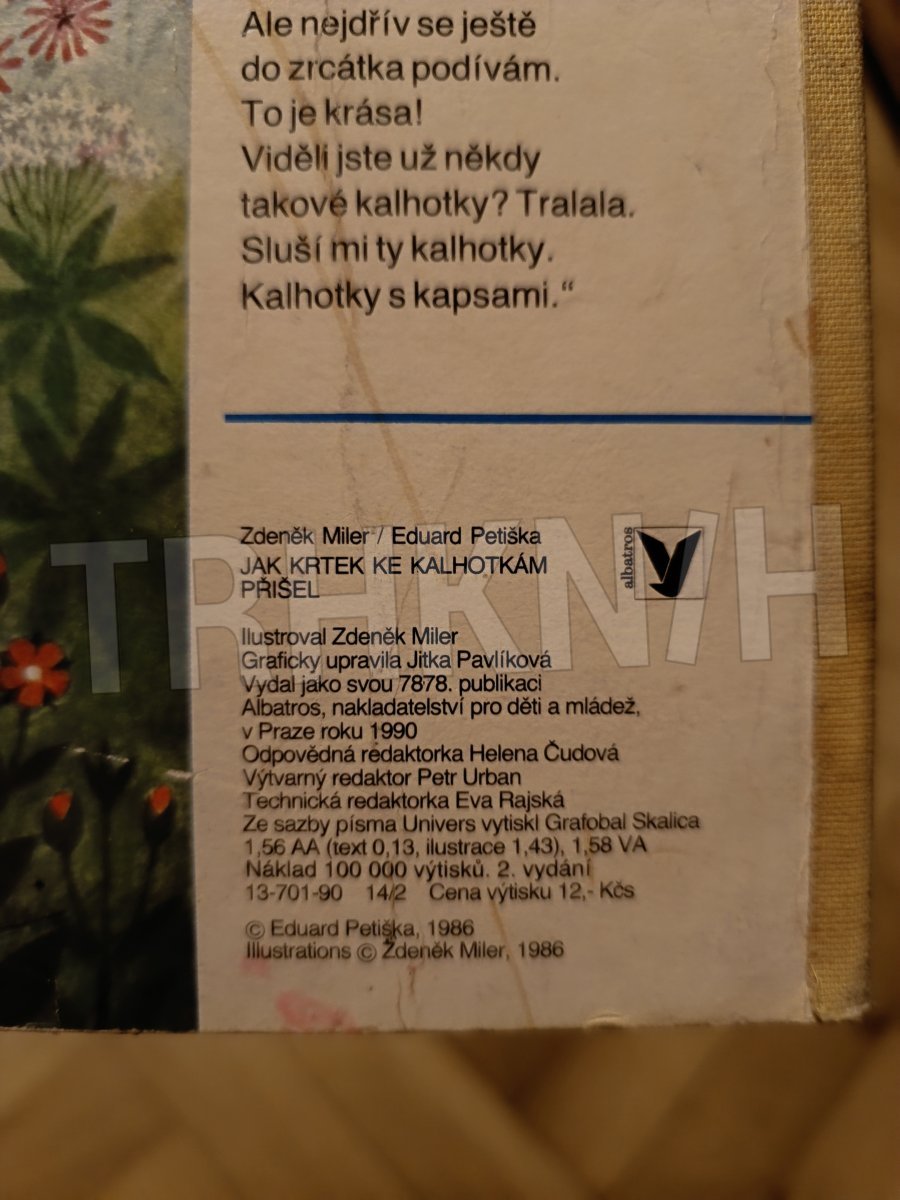 Ale nejdřív se ještě
do zrcátka podívám.
To je krása!
Viděli jste už někdy
takové kalhotky? Tralala.
Sluší mi ty kalhotky.
Kalhotky s kapsami.“
Zdeněk Miler / Eduard Petiška
JAK KRTEK KE KALHOTKÁM
PŘIŠEL
albatros
Ilustroval Zdeněk Miler
Graficky upravila Jitka Pavlíková
Vydal jako svou 7878. publikaci
Albatros, nakladatelství pro děti a mládež,
v Praze roku 1990
Odpovědná redaktorka Helena Čudová
Výtvarný redaktor Petr Urban
Technická redaktorka Eva Rajská
Ze sazby písma Univers vytiskl Grafobal Skalica
1,56 AA (text 0,13, ilustrace 1,43), 1,58 VA
Náklad 100 000 výtisků. 2. vydání
13-701-90 14/2 Cena výtisku 12,- Kčs
© Eduard Petiška, 1986
Illustrations © Zdeněk Miler, 1986
TRHKNIH